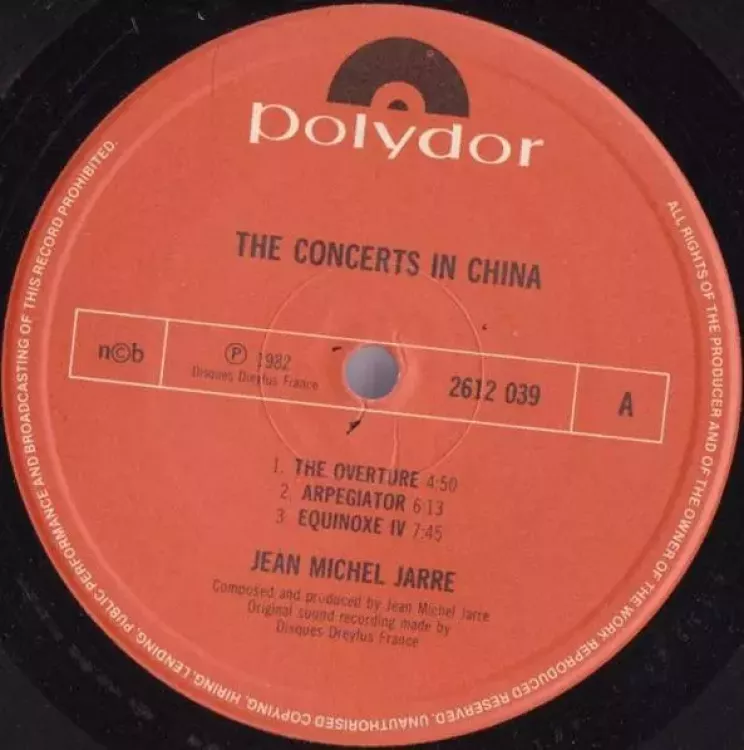 polydor
THE CONCERTS IN CHINA
n©b
℗ 1982
Disques Dreyfus France
2612 039
A
1. THE OVERTURE 4:50
2. ARPEGIATOR 6:13
3 EQUINOXE IV 7:45
JEAN MICHEL JARRE
Composed and produced by Jean Michel Jarre
Original sound recording made by
Disques Dreyfus France
ALL RIGHTS OF THE PRODUCER AND OF THE OWNER OF THE WORK REPRODUCED RESERVED. UNAUTHORISED COPYING, HIRING, LENDING, PUBLIC PERFORMANCE AND BROADCASTING OF THIS RECORD PROHIBITED.